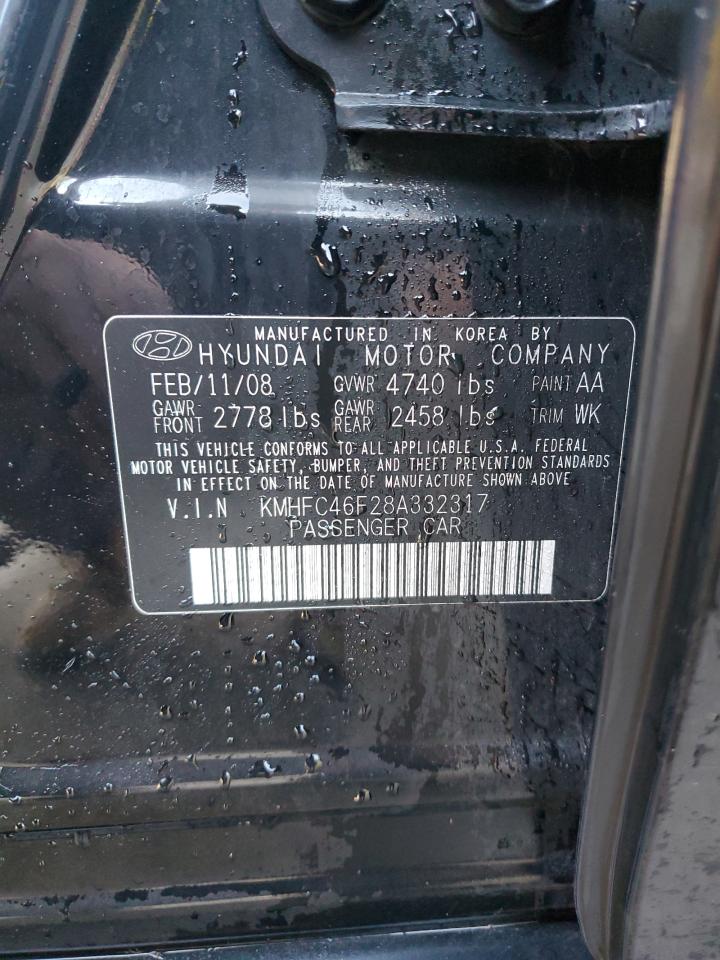 MANUFACTURED IN KOREA BY
HYUNDAI MOTOR COMPANY
FEB/11/08 GVWR 4740 lbs PAINT AA
GAWR FRONT 2778 lbs GAWR REAR 2458 lbs TRIM WK
THIS VEHICLE CONFORMS TO ALL APPLICABLE U.S.A. FEDERAL
MOTOR VEHICLE SAFETY, BUMPER, AND THEFT PREVENTION STANDARDS
IN EFFECT ON THE DATE OF MANUFACTURE SHOWN ABOVE
V.I.N KMHFC46F28A332317
PASSENGER CAR